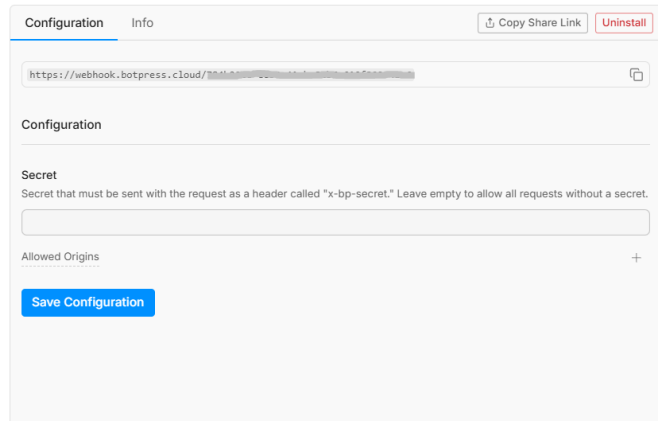 Configuration
Info
Copy Share Link
Uninstall
https://webhook.botpress.cloud/
Configuration
Secret
Secret that must be sent with the request as a header called "x-bp-secret." Leave empty to allow all requests without a secret.
Allowed Origins
Save Configuration